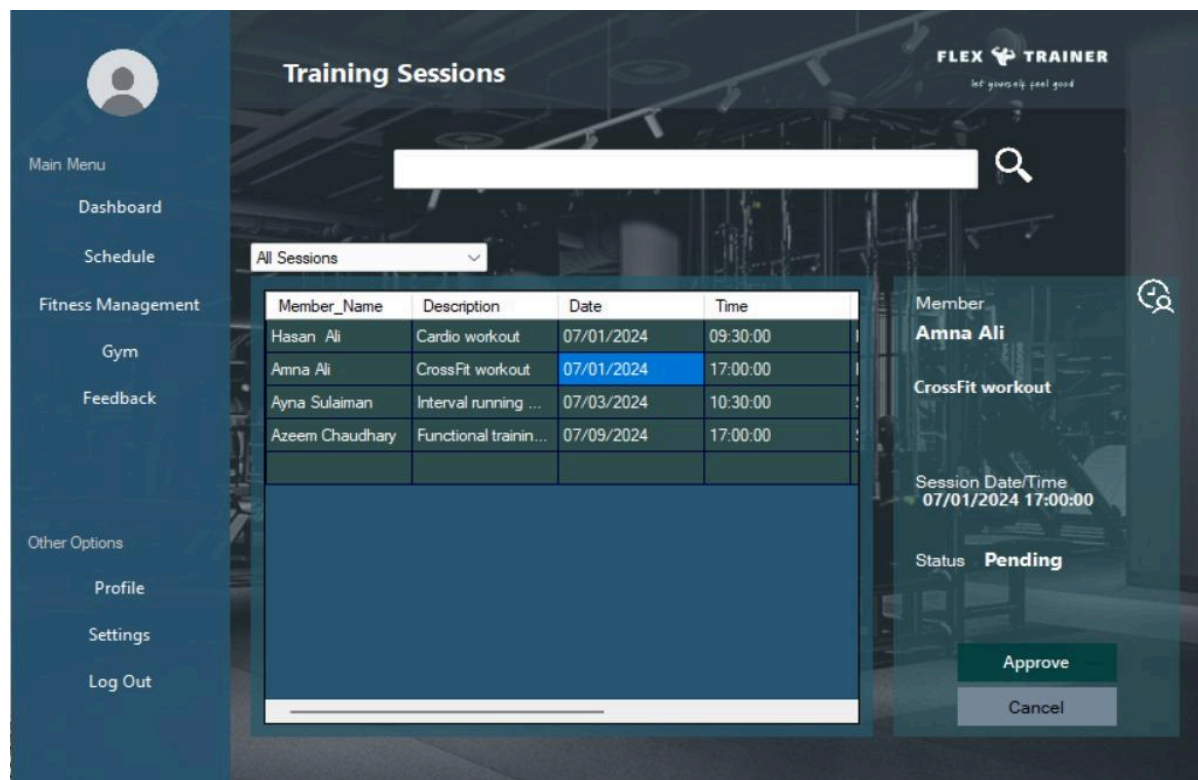 Training Sessions
FLEX TRAINER
let yourself feel good
Main Menu
Dashboard
Schedule
Fitness Management
Gym
Feedback
Other Options
Profile
Settings
Log Out
All Sessions
Member_Name Description Date Time
Hasan Ali Cardio workout 07/01/2024 09:30:00
Amna Ali CrossFit workout 07/01/2024 17:00:00
Ayna Sulaiman Interval running ... 07/03/2024 10:30:00
Azeem Chaudhary Functional trainin... 07/09/2024 17:00:00
Member
Amna Ali
CrossFit workout
Session Date/Time
07/01/2024 17:00:00
Status Pending
Approve
Cancel